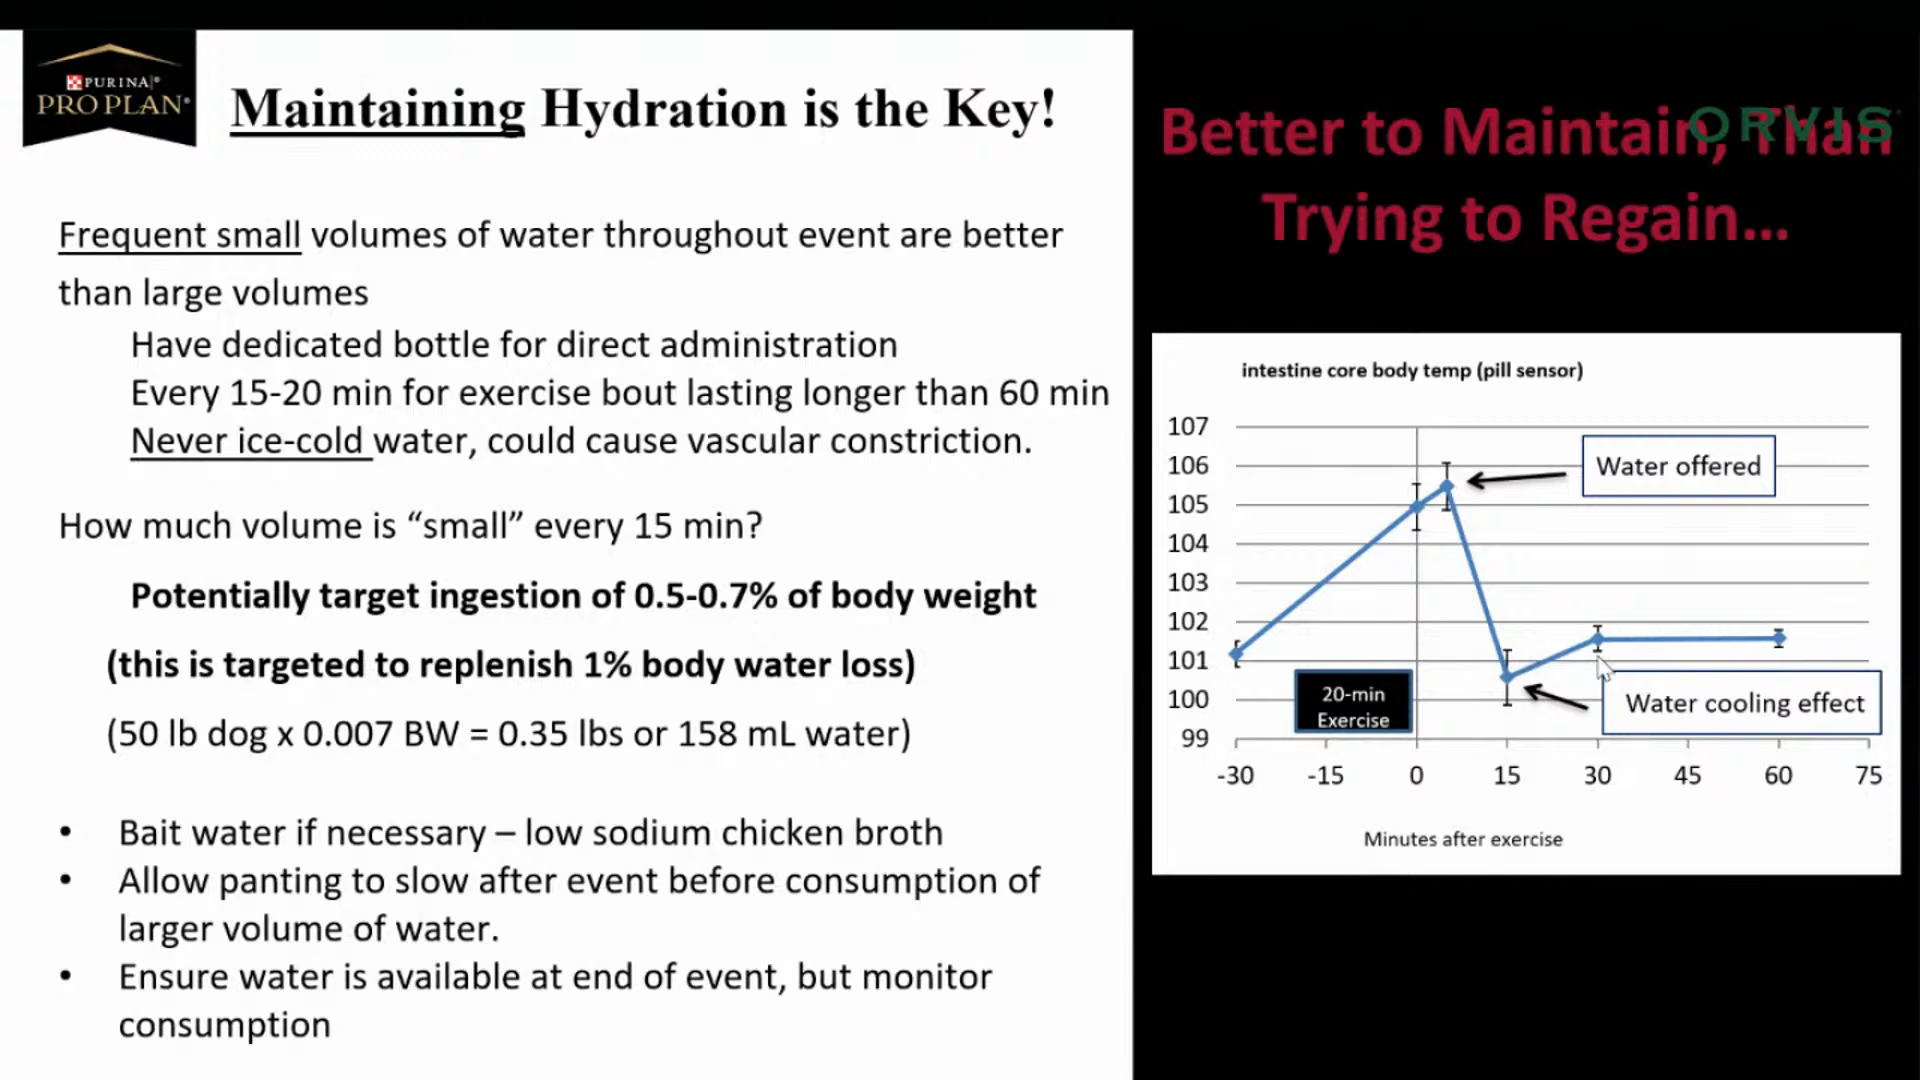 PURINA
PRO PLAN
Maintaining Hydration is the Key!
Frequent small volumes of water throughout event are better
than large volumes
Have dedicated bottle for direct administration
Every 15-20 min for exercise bout lasting longer than 60 min
Never ice-cold water, could cause vascular constriction.
How much volume is “small” every 15 min?
Potentially target ingestion of 0.5-0.7% of body weight
(this is targeted to replenish 1% body water loss)
(50 lb dog x 0.007 BW = 0.35 lbs or 158 mL water)
• Bait water if necessary – low sodium chicken broth
• Allow panting to slow after event before consumption of
larger volume of water.
• Ensure water is available at end of event, but monitor
consumption
Better to Maintain, Than
ORVIS
Trying to Regain...
intestine core body temp (pill sensor)
107
106
105
104
103
102
101
100
99
Water offered
20-min
Exercise
Water cooling effect
-30 -15 0 15 30 45 60 75
Minutes after exercise